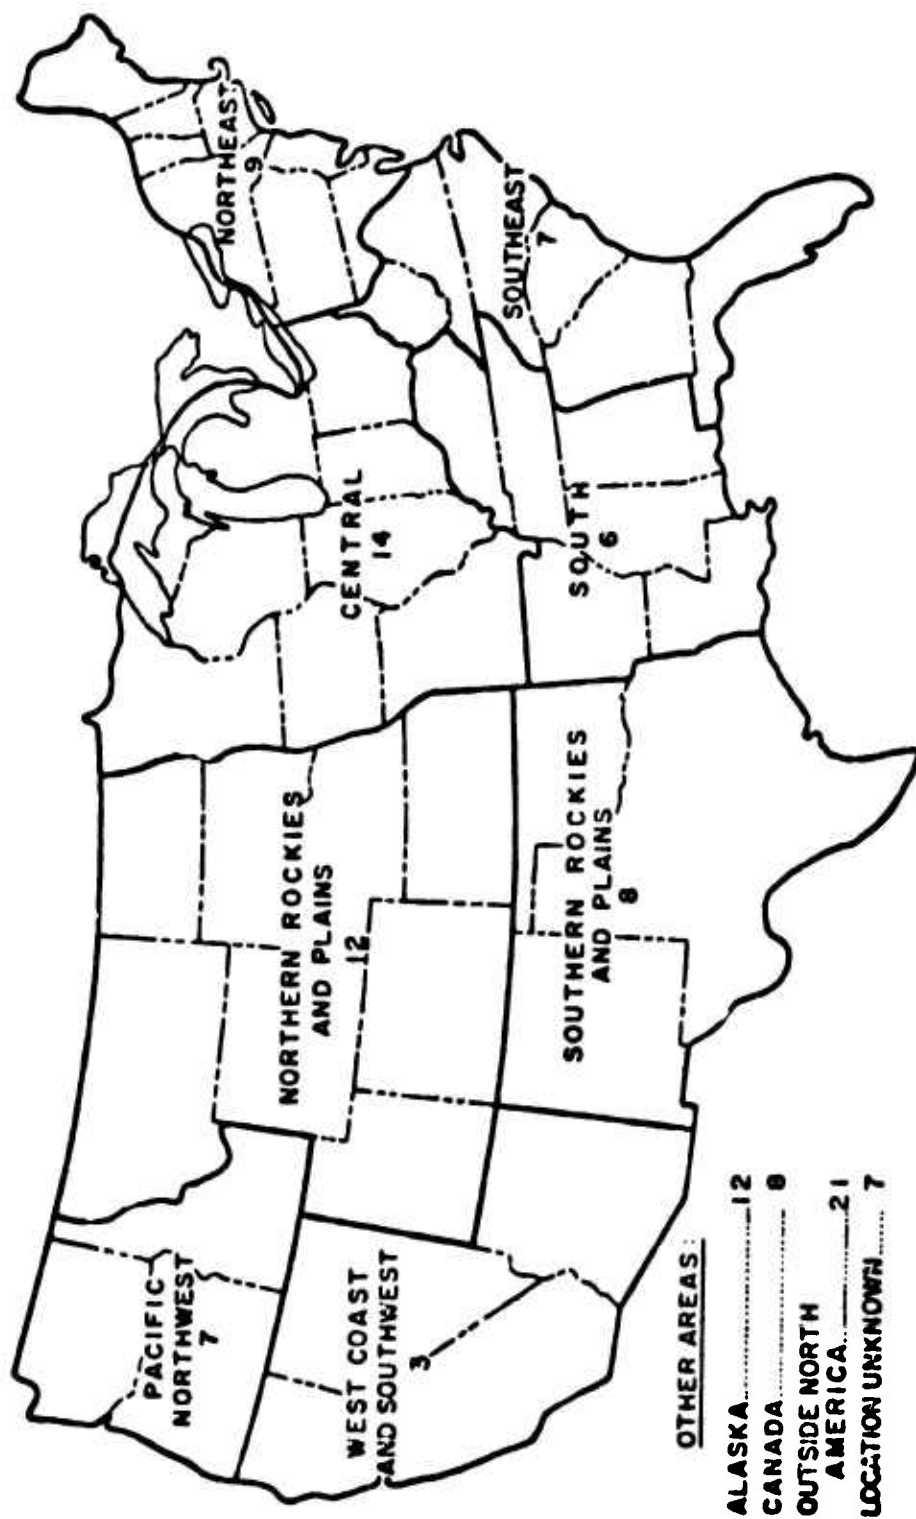 PACIFIC
NORTHWEST
7
WEST COAST
AND SOUTHWEST
3
NORTHERN ROCKIES
AND PLAINS
12
SOUTHERN ROCKIES
AND PLAINS
8
CENTRAL
14
SOUTH
6
NORTHEAST
9
SOUTHEAST
7
OTHER AREAS:
ALASKA 12
CANADA 8
OUTSIDE NORTH
AMERICA 21
LOCATION UNKNOWN 7